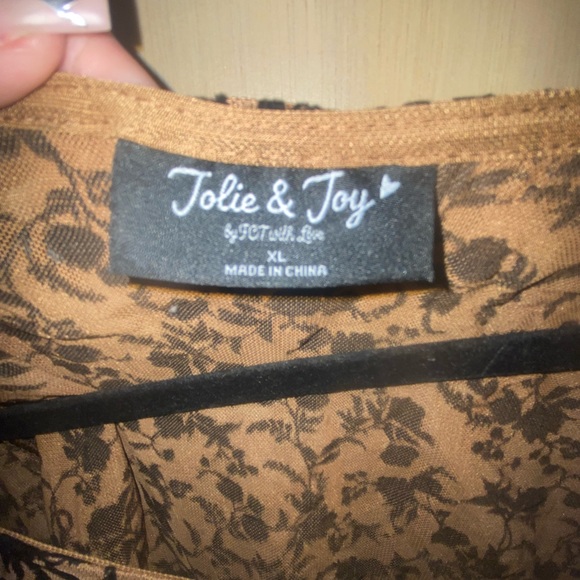 Jolie & Joy
by FCT with Love
XL
MADE IN CHINA